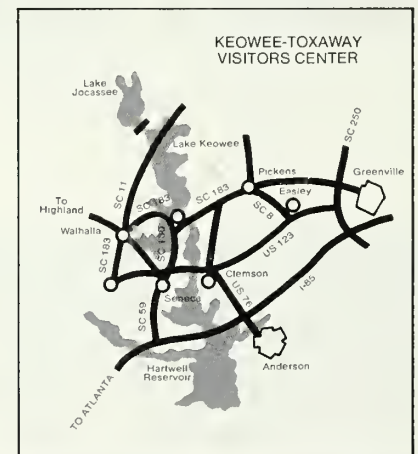 KEOWEE-TOXAWAY
VISITORS CENTER
Lake
Jocassee
SC 250
Lake Keowee
Pickens
Greenville
SC 11
SC 183
SC 183
Easley
To
Highland
SC 8
Walhalla
SC 130
US 123
SC 183
Clemson
I-85
Seneca
US 76
SC 59
Hartwell
Reservoir
Anderson
TO ATLANTA